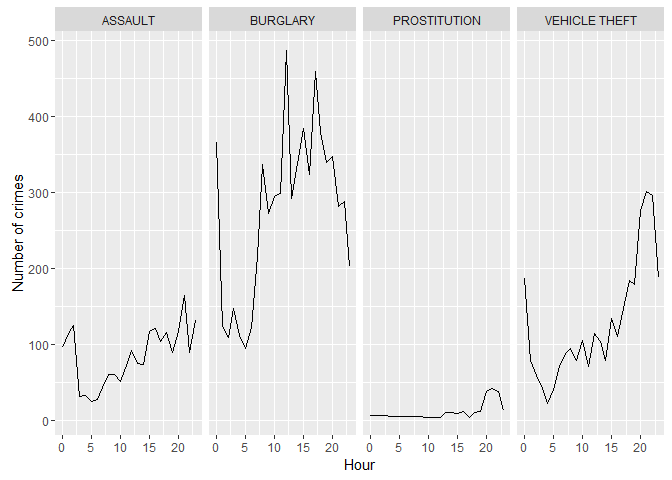 ASSAULT BURGLARY PROSTITUTION VEHICLE THEFT
500
400
300
200
100
0
Number of crimes
0 5 10 15 20 0 5 10 15 20 0 5 10 15 20 0 5 10 15 20
Hour